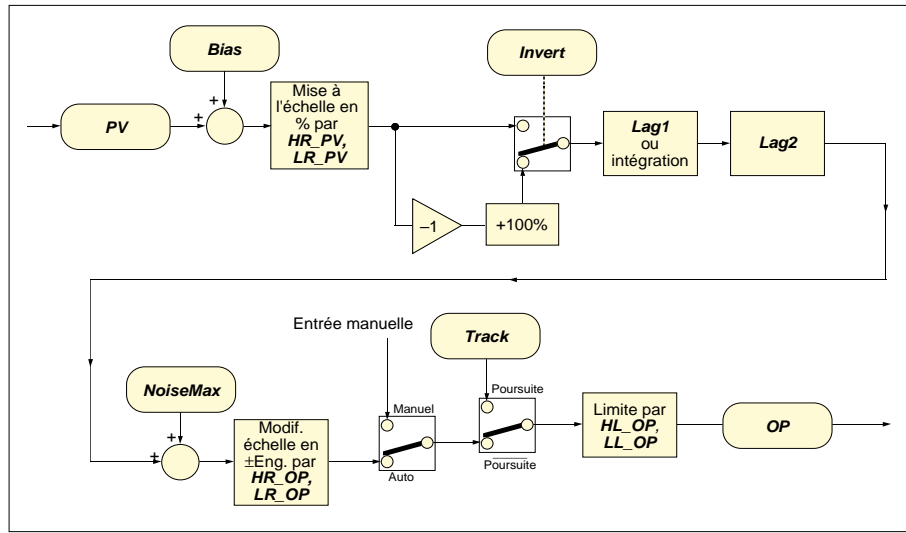 Bias
Invert
PV
+
+
Mise à
l'échelle en
% par
HR_PV,
LR_PV
Lag1
ou
intégration
Lag2
–1
+100%
Entrée manuelle
Track
NoiseMax
+
+
Modif.
échelle en
±Eng. par
HR_OP,
LR_OP
Manuel
Auto
Poursuite
Poursuite
Limite par
HL_OP,
LL_OP
OP